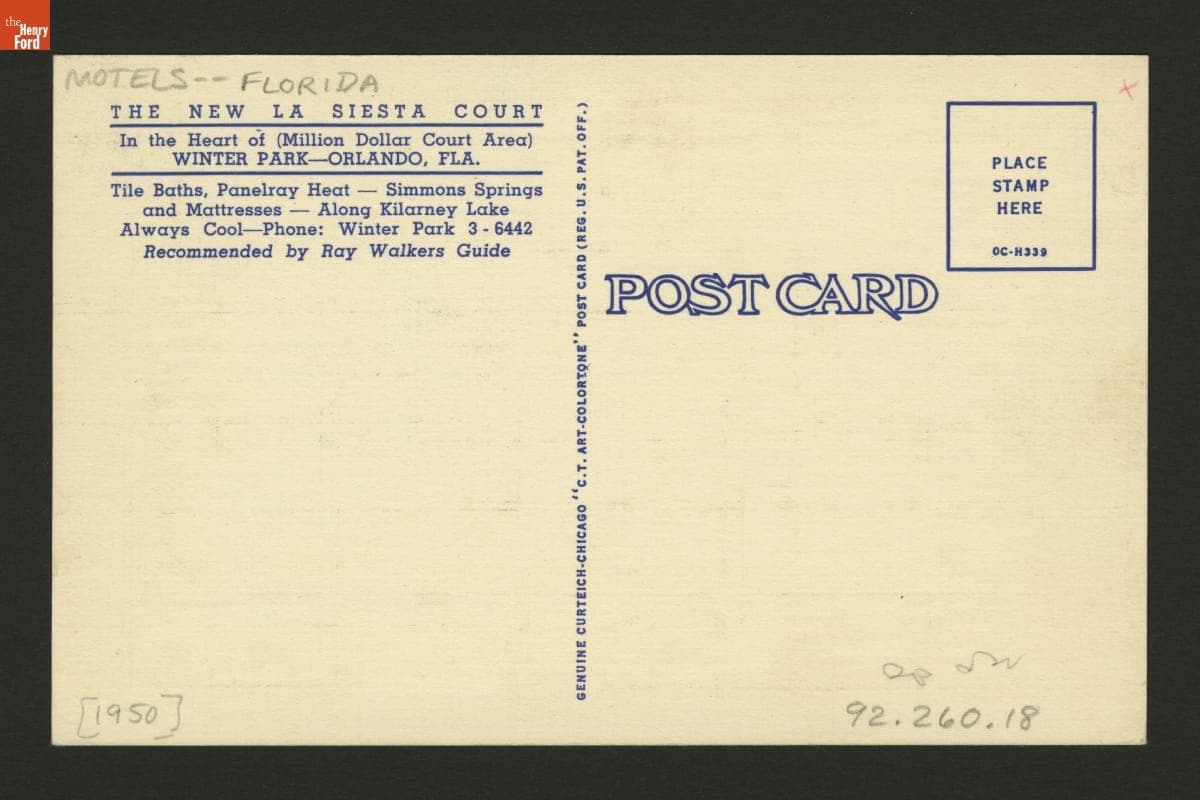 the
Henry
Ford
MOTELS-- FLORIDA
THE NEW LA SIESTA COURT
In the Heart of (Million Dollar Court Area)
WINTER PARK—ORLANDO, FLA.
Tile Baths, Panelray Heat — Simmons Springs
and Mattresses — Along Kilarney Lake
Always Cool—Phone: Winter Park 3-6442
Recommended by Ray Walkers Guide
[1950]
GENUINE CURTEICH-CHICAGO "C.T. ART-COLORTONE" POST CARD (REG. U.S. PAT. OFF.)
PLACE
STAMP
HERE
OC-H339
POST CARD
92.260.18